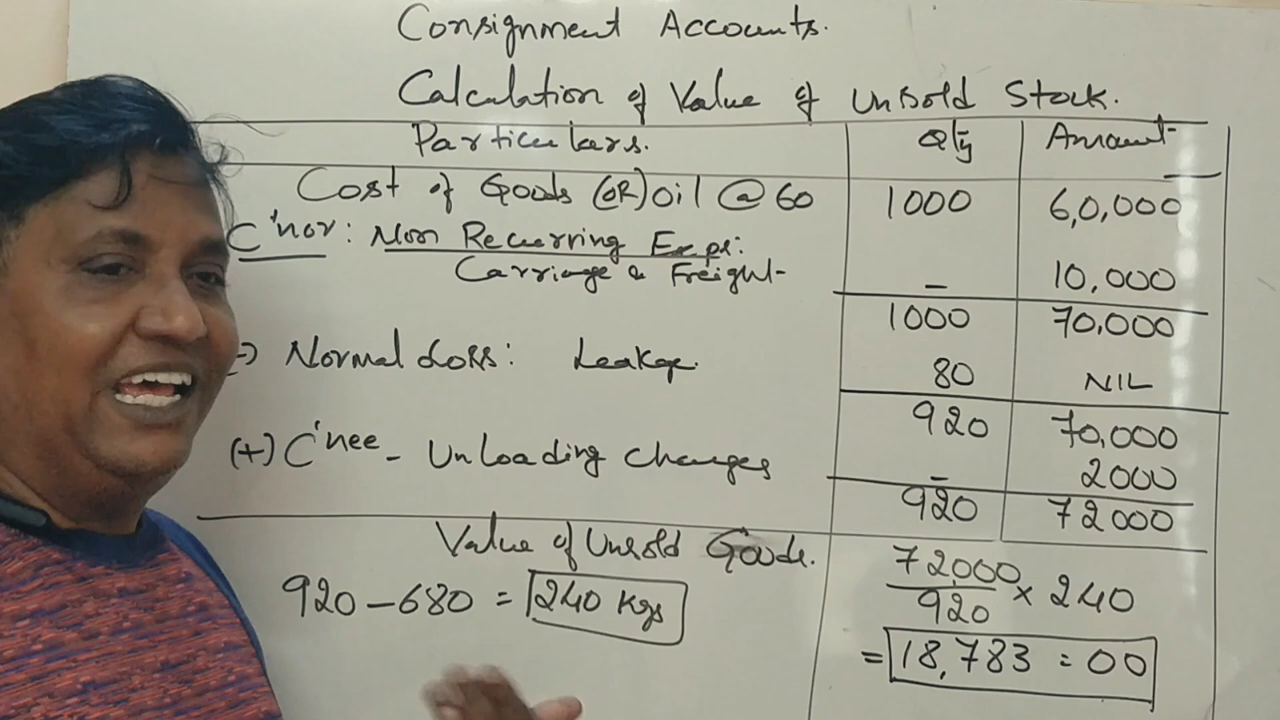 Consignment Accounts.
Calculation of Value of Unsold Stock.
Particulars. Qty Amount
Cost of Goods (OR) oil @ 60 1000 6,0,000
C'nor: Non Recurring Exps:
Carriage & Freight - 10,000
1000 70,000
(-) Normal Loss: Leakage. 80 NIL
920 70,000
(+) C'nee - Unloading Charges - 2000
920 72000
Value of Unsold Goods.
920 - 680 = 240 Kgs
72,000 / 920 x 240
= 18,783 = 00